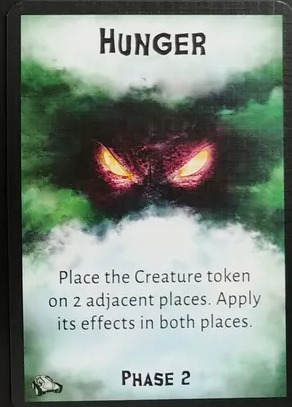 HUNGER
Place the Creature token
on 2 adjacent places. Apply
its effects in both places.
PHASE 2